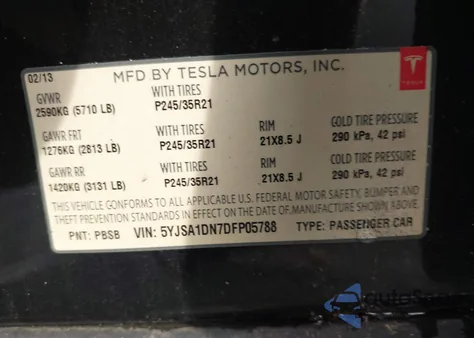 02/13 MFD BY TESLA MOTORS, INC.
GVWR WITH TIRES
2590KG (5710 LB) P245/35R21
GAWR FRT WITH TIRES RIM COLD TIRE PRESSURE
1276KG (2813 LB) P245/35R21 21X8.5 J 290 kPa, 42 psi
GAWR RR WITH TIRES RIM COLD TIRE PRESSURE
1420KG (3131 LB) P245/35R21 21X8.5 J 290 kPa, 42 psi
THIS VEHICLE CONFORMS TO ALL APPLICABLE U.S. FEDERAL MOTOR SAFETY, BUMPER AND
THEFT PREVENTION STANDARDS IN EFFECT ON THE DATE OF MANUFACTURE SHOWN ABOVE.
PNT: PBSB VIN: 5YJSA1DN7DFP05788 TYPE: PASSENGER CAR
TESLA